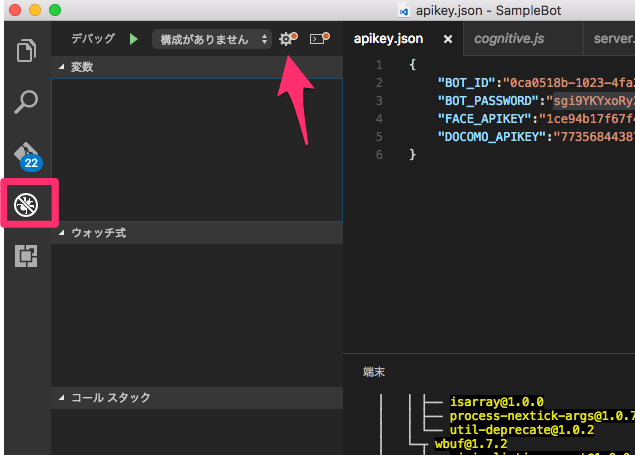 apikey.json - SampleBot
デバッグ 構成がありません
apikey.json cognitive.js server.
変数
1 {
2 "BOT_ID":"0ca0518b-1023-4fa
3 "BOT_PASSWORD":"sgi9YKYxoRy
4 "FACE_APIKEY":"1ce94b17f67f4
5 "DOCOMO_APIKEY":"77356844387
6 }
22
ウォッチ式
端末
コール スタック
isarray@1.0.0
process-nextick-args@1.0.7
util-deprecate@1.0.2
wbuf@1.7.2